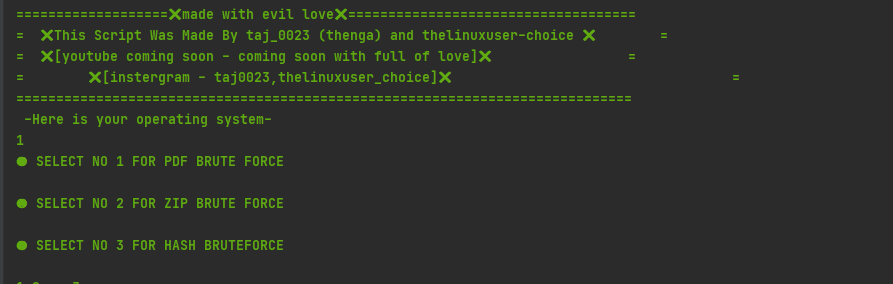 ===================❌made with evil love❌====================================
=  ❌This Script Was Made By taj_0023 (thenga) and thelinuxuser-choice ❌        =
=  ❌[youtube coming soon - coming soon with full of love]❌                 =
=        ❌[instergram - taj0023,thelinuxuser_choice]❌                                   =
=============================================================================
-Here is your operating system-
1
● SELECT NO 1 FOR PDF BRUTE FORCE
● SELECT NO 2 FOR ZIP BRUTE FORCE
● SELECT NO 3 FOR HASH BRUTEFORCE